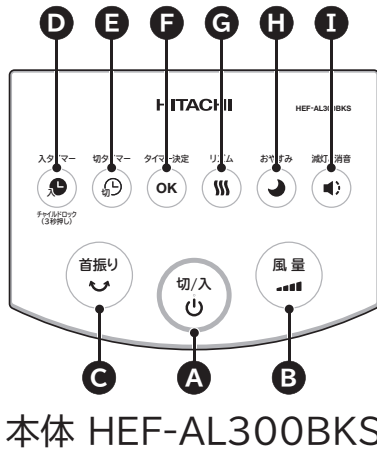 D E F G H I
HITACHI
HEF-AL300BKS
入タイマー 切タイマー タイマー決定 リズム おやすみ 減灯/消音
入 切 OK
チャイルドロック
(3秒押し)
首振り 切/入 風量
C A B
本体 HEF-AL300BKS